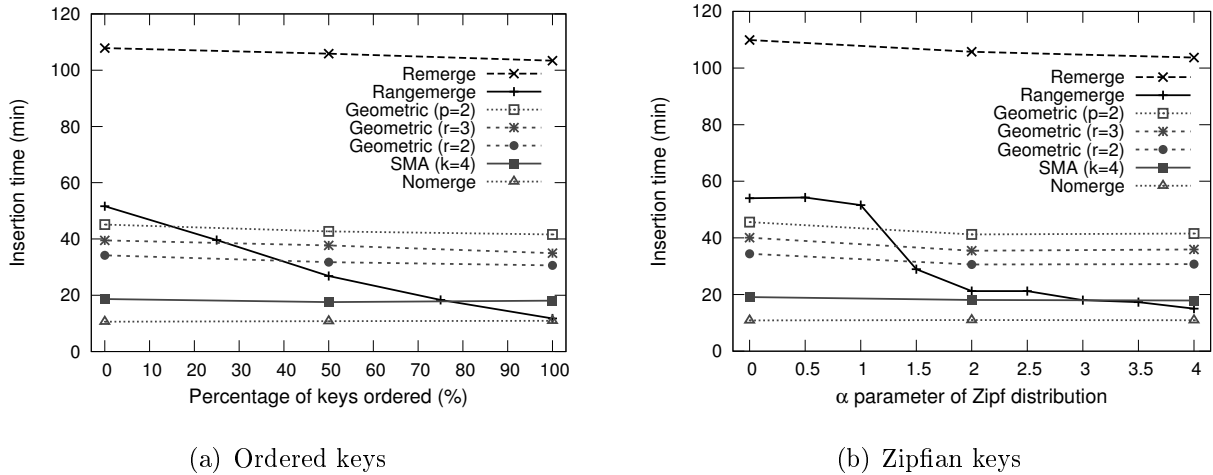 120
100
80
60
40
20
0
Insertion time (min)
Remerge
Rangemerge
Geometric (p=2)
Geometric (r=3)
Geometric (r=2)
SMA (k=4)
Nomerge
0 10 20 30 40 50 60 70 80 90 100
Percentage of keys ordered (%)
(a) Ordered keys
120
100
80
60
40
20
0
Insertion time (min)
Remerge
Rangemerge
Geometric (p=2)
Geometric (r=3)
Geometric (r=2)
SMA (k=4)
Nomerge
0 0.5 1 1.5 2 2.5 3 3.5 4
α parameter of Zipf distribution
(b) Zipfian keys